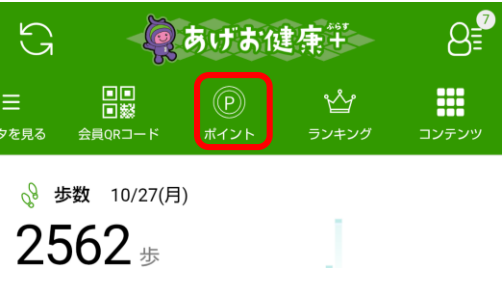 あげお健康＋
ぷらす
7
タを見る
会員QRコード
P
ポイント
ランキング
コンテンツ
歩数 10/27(月)
2562 歩